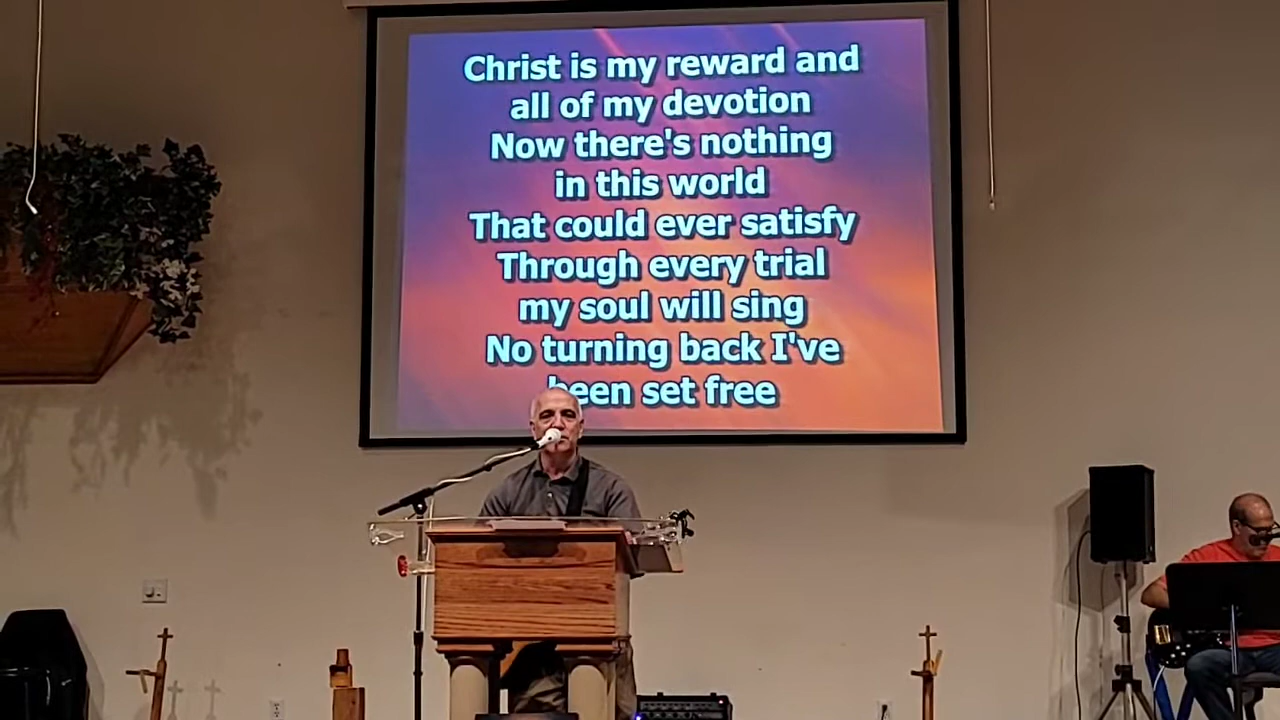 Christ is my reward and
all of my devotion
Now there's nothing
in this world
That could ever satisfy
Through every trial
my soul will sing
No turning back I've
been set free